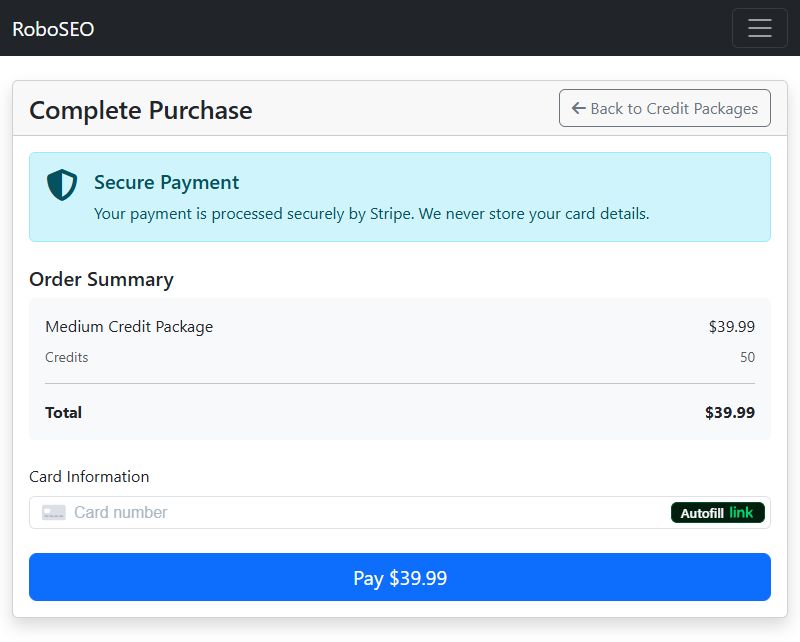 RoboSEO
Complete Purchase
Back to Credit Packages
Secure Payment
Your payment is processed securely by Stripe. We never store your card details.
Order Summary
Medium Credit Package $39.99
Credits 50
Total $39.99
Card Information
Card number Autofill link
Pay $39.99